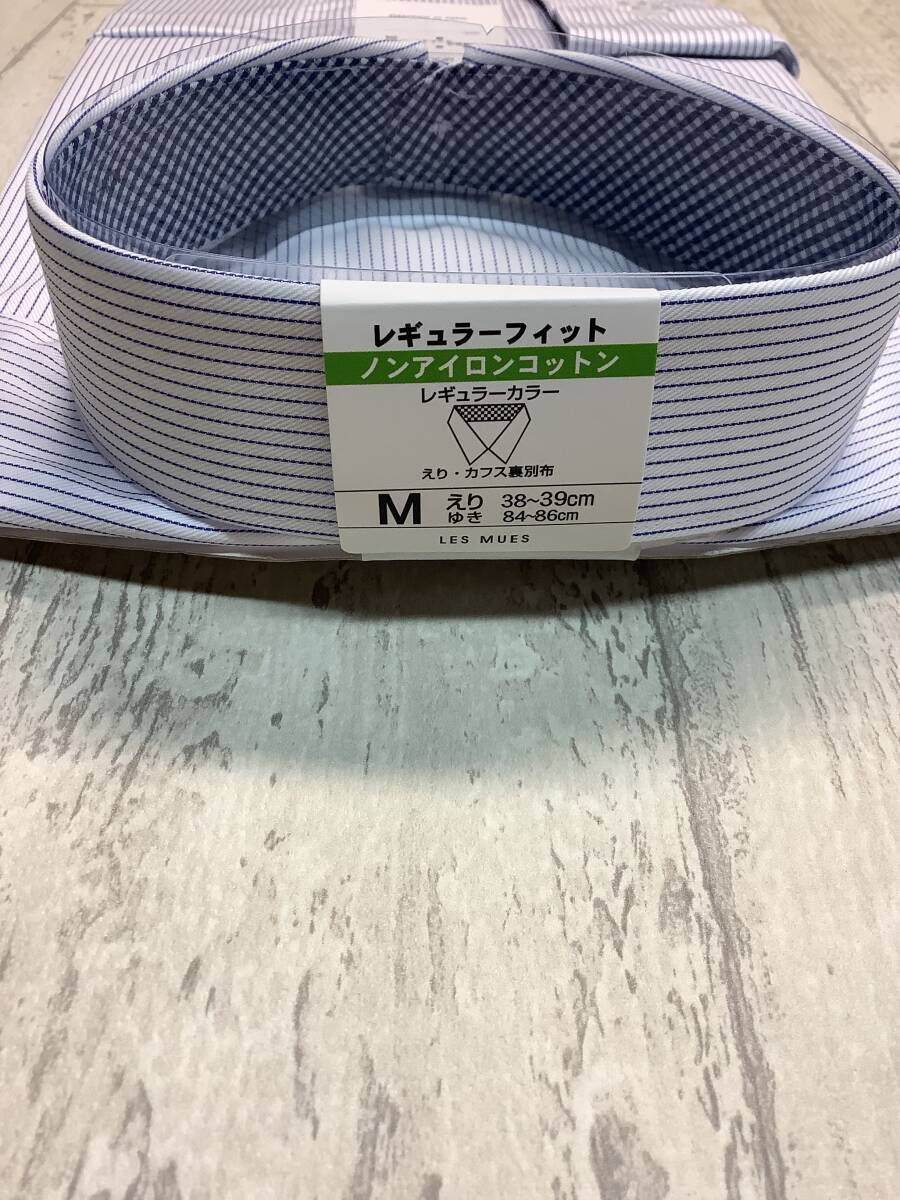 レギュラーフィット
ノンアイロンコットン
レギュラーカラー
えり・カフス裏別布
M えり 38~39cm
ゆき 84~86cm
LES MUES